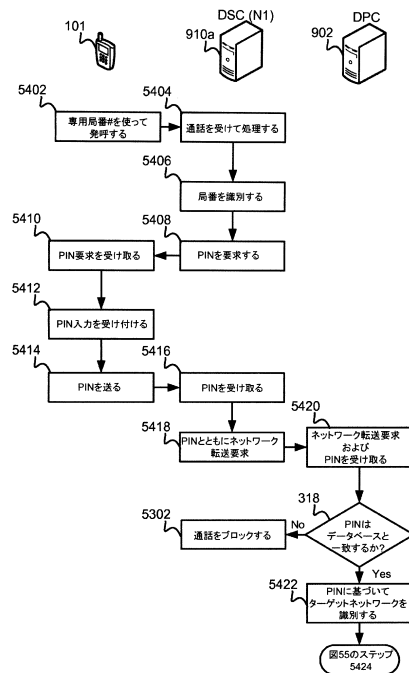 101
DSC (N1)
910a
DPC
902
5402
専用局番#を使って
発呼する
5404
通話を受けて処理する
5406
局番を識別する
5408
PINを要求する
5410
PIN要求を受け取る
5412
PIN入力を受け付ける
5414
PINを送る
5416
PINを受け取る
5418
PINとともにネットワーク
転送要求
5420
ネットワーク転送要求
および
PINを受け取る
318
PINは
データベースと
一致するか?
No
5302
通話をブロックする
Yes
5422
PINに基づいて
ターゲットネットワークを
識別する
図55のステップ
5424